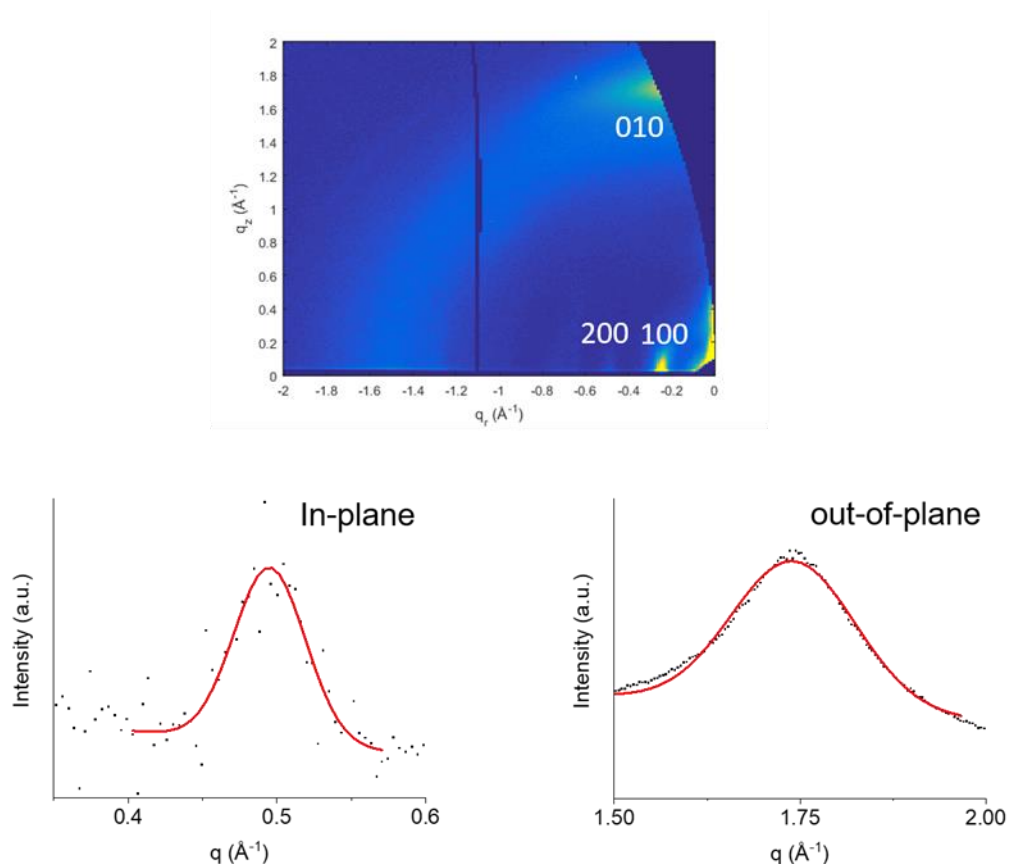 2
1.8
1.6
1.4
1.2
1
0.8
0.6
0.4
0.2
0
q_z (Å^-1)
010
200 100
-2 -1.8 -1.6 -1.4 -1.2 -1 -0.8 -0.6 -0.4 -0.2 0
q_r (Å^-1)
In-plane
Intensity (a.u.)
0.4 0.5 0.6
q (Å^-1)
out-of-plane
Intensity (a.u.)
1.50 1.75 2.00
q (Å^-1)